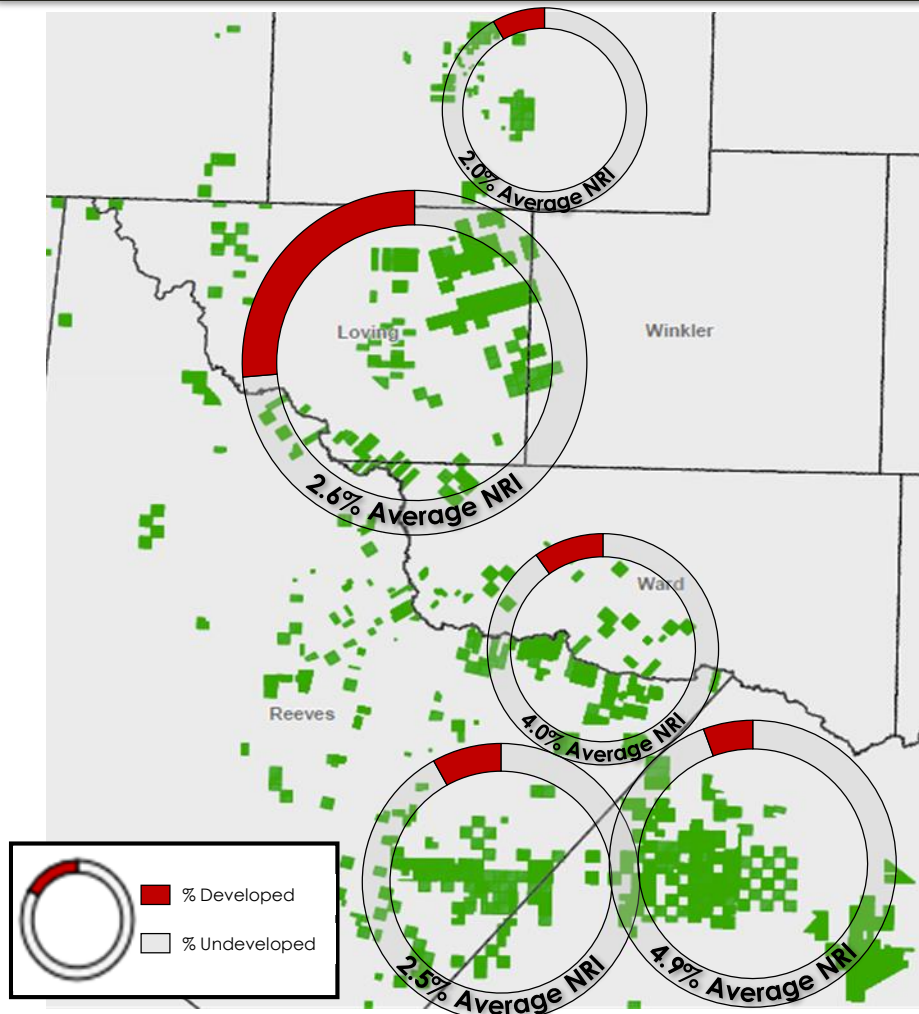 2.0% Average NRI
Loving
Winkler
2.6% Average NRI
Ward
4.0% Average NRI
Reeves
2.5% Average NRI
4.9% Average NRI
% Developed
% Undeveloped